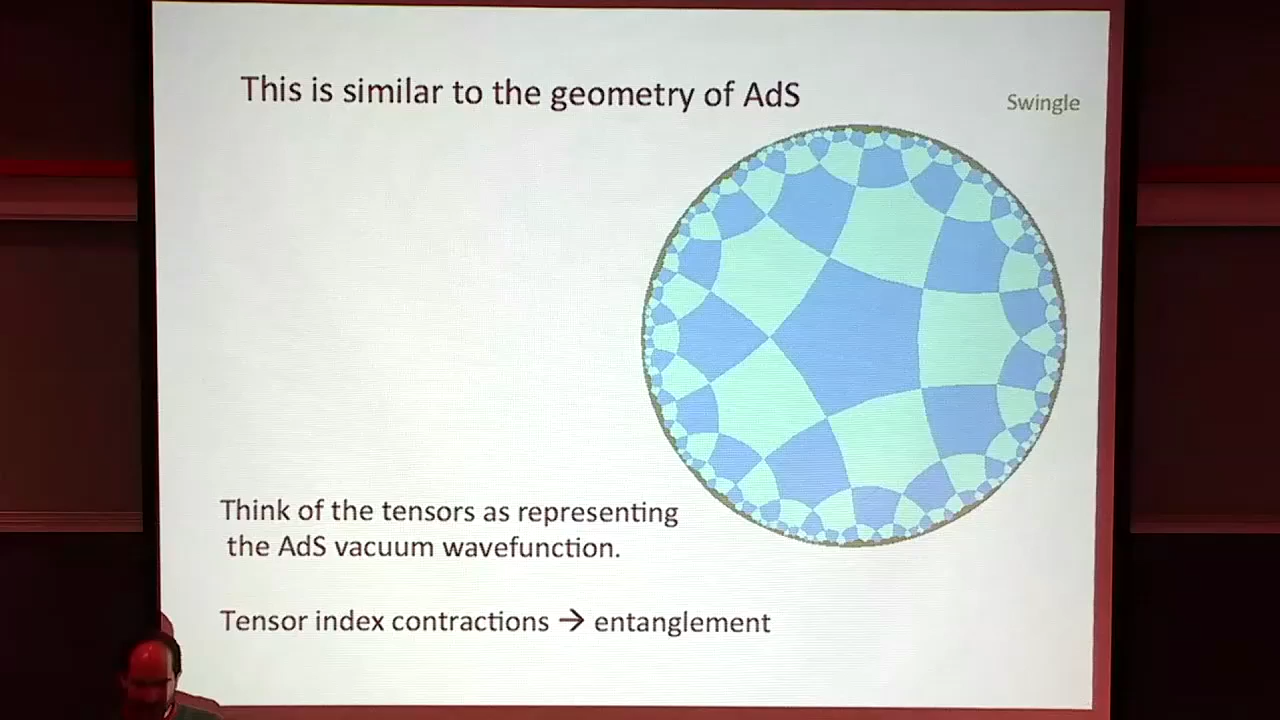 This is similar to the geometry of AdS
Swingle
Think of the tensors as representing
the AdS vacuum wavefunction.
Tensor index contractions → entanglement